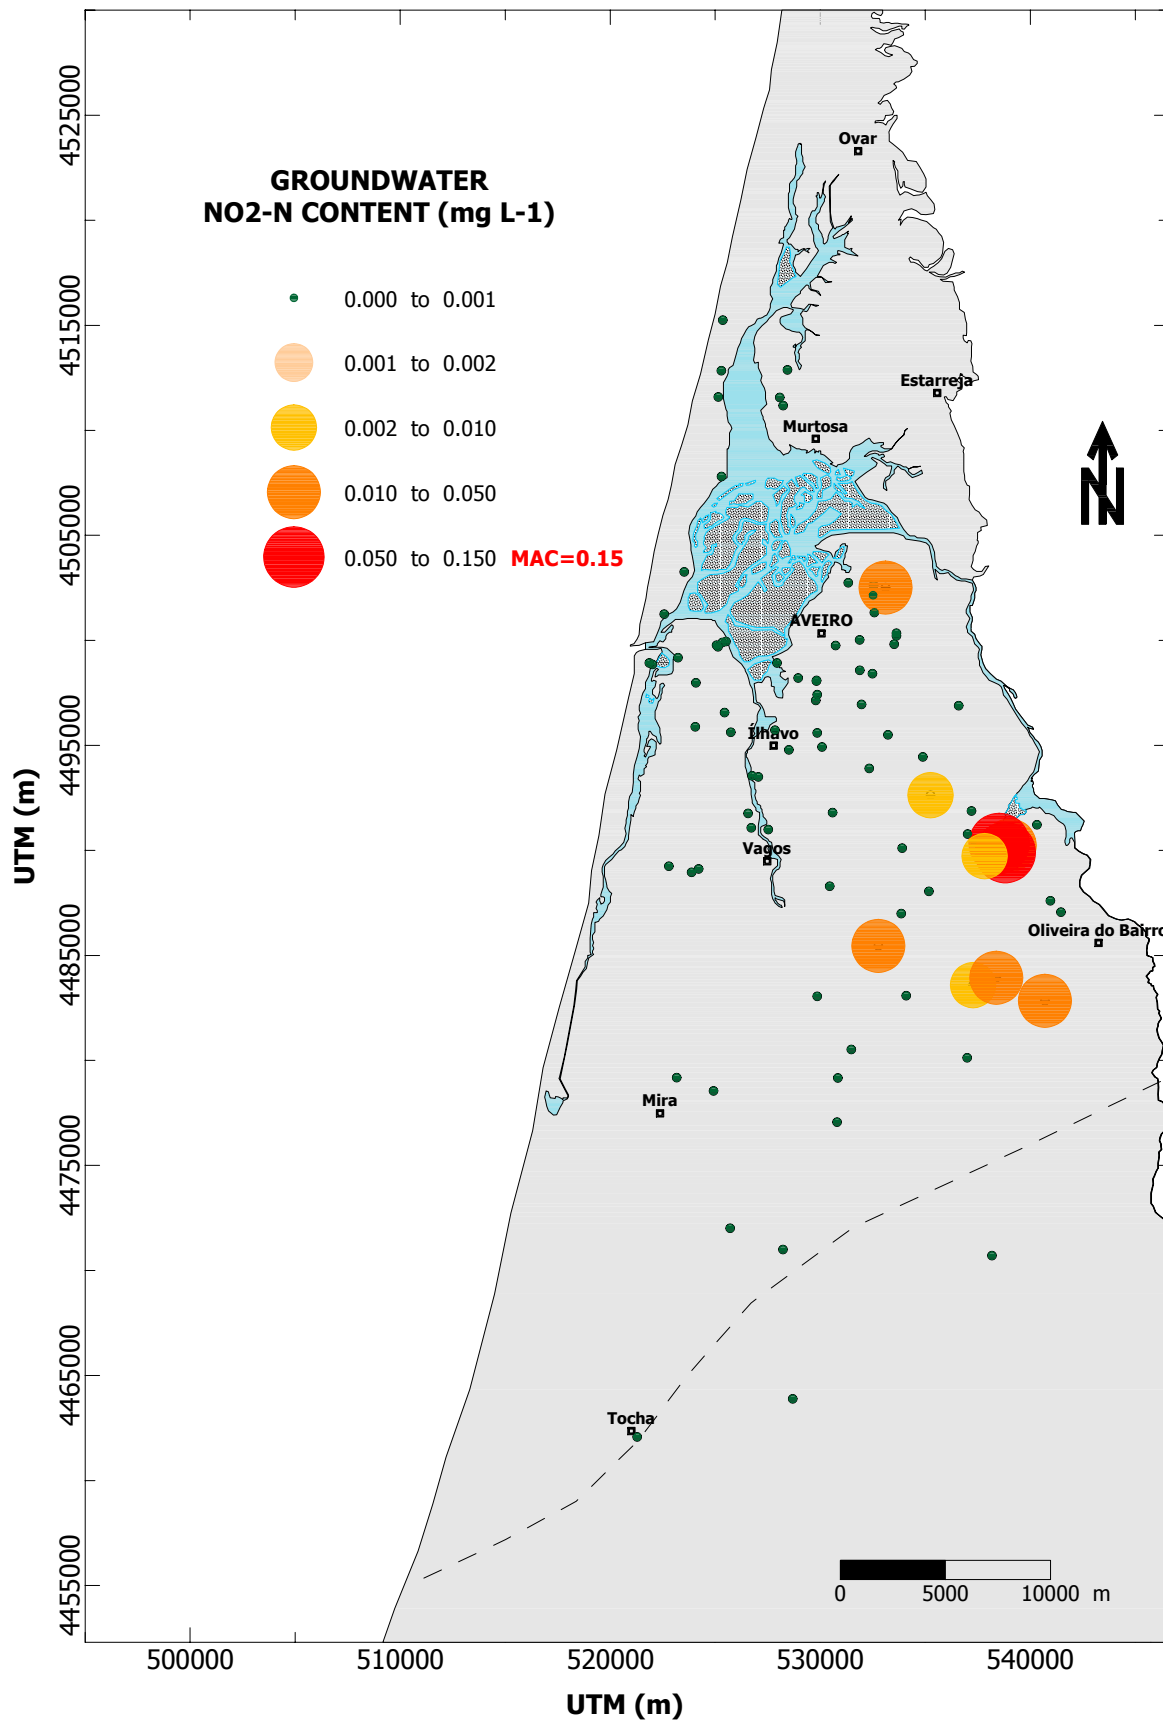 4525000
4515000
4505000
4495000
4485000
4475000
4465000
4455000
UTM (m)
GROUNDWATER
NO2-N CONTENT (mg L-1)
0.000 to 0.001
0.001 to 0.002
0.002 to 0.010
0.010 to 0.050
0.050 to 0.150 MAC=0.15
Ovar
Estarreja
Murtosa
N
AVEIRO
Ílhavo
Vagos
Oliveira do Bairro
Mira
Tocha
0 5000 10000 m
500000 510000 520000 530000 540000
UTM (m)